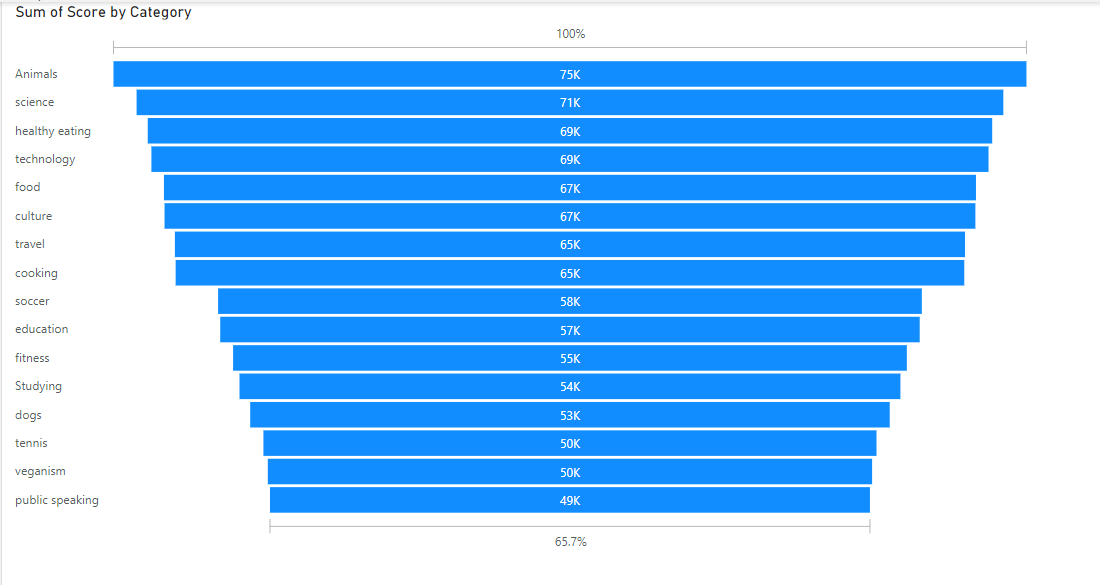 Sum of Score by Category
100%
Animals 75K
science 71K
healthy eating 69K
technology 69K
food 67K
culture 67K
travel 65K
cooking 65K
soccer 58K
education 57K
fitness 55K
Studying 54K
dogs 53K
tennis 50K
veganism 50K
public speaking 49K
65.7%